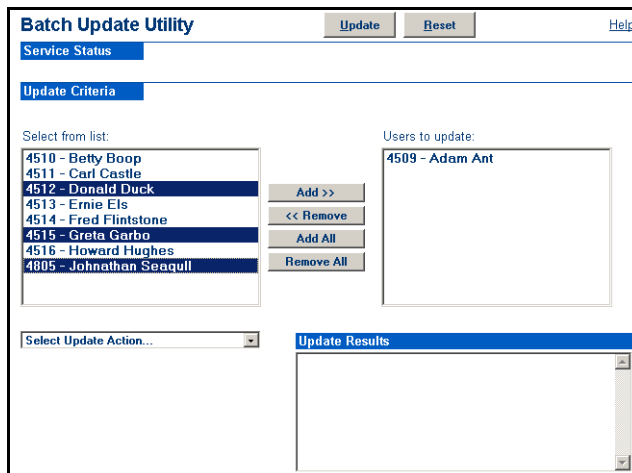 Batch Update Utility
Update
Reset
Help
Service Status
Update Criteria
Select from list:
4510 - Betty Boop
4511 - Carl Castle
4512 - Donald Duck
4513 - Ernie Els
4514 - Fred Flintstone
4515 - Greta Garbo
4516 - Howard Hughes
4805 - Johnathan Seagull
Add >>
<< Remove
Add All
Remove All
Users to update:
4509 - Adam Ant
Select Update Action...
Update Results